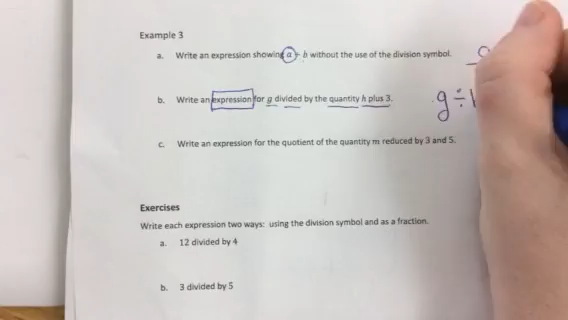 Example 3
a. Write an expression showing a ÷ b without the use of the division symbol.
b. Write an expression for g divided by the quantity h plus 3.
g ÷
c. Write an expression for the quotient of the quantity m reduced by 3 and 5.
Exercises
Write each expression two ways: using the division symbol and as a fraction.
a. 12 divided by 4
b. 3 divided by 5